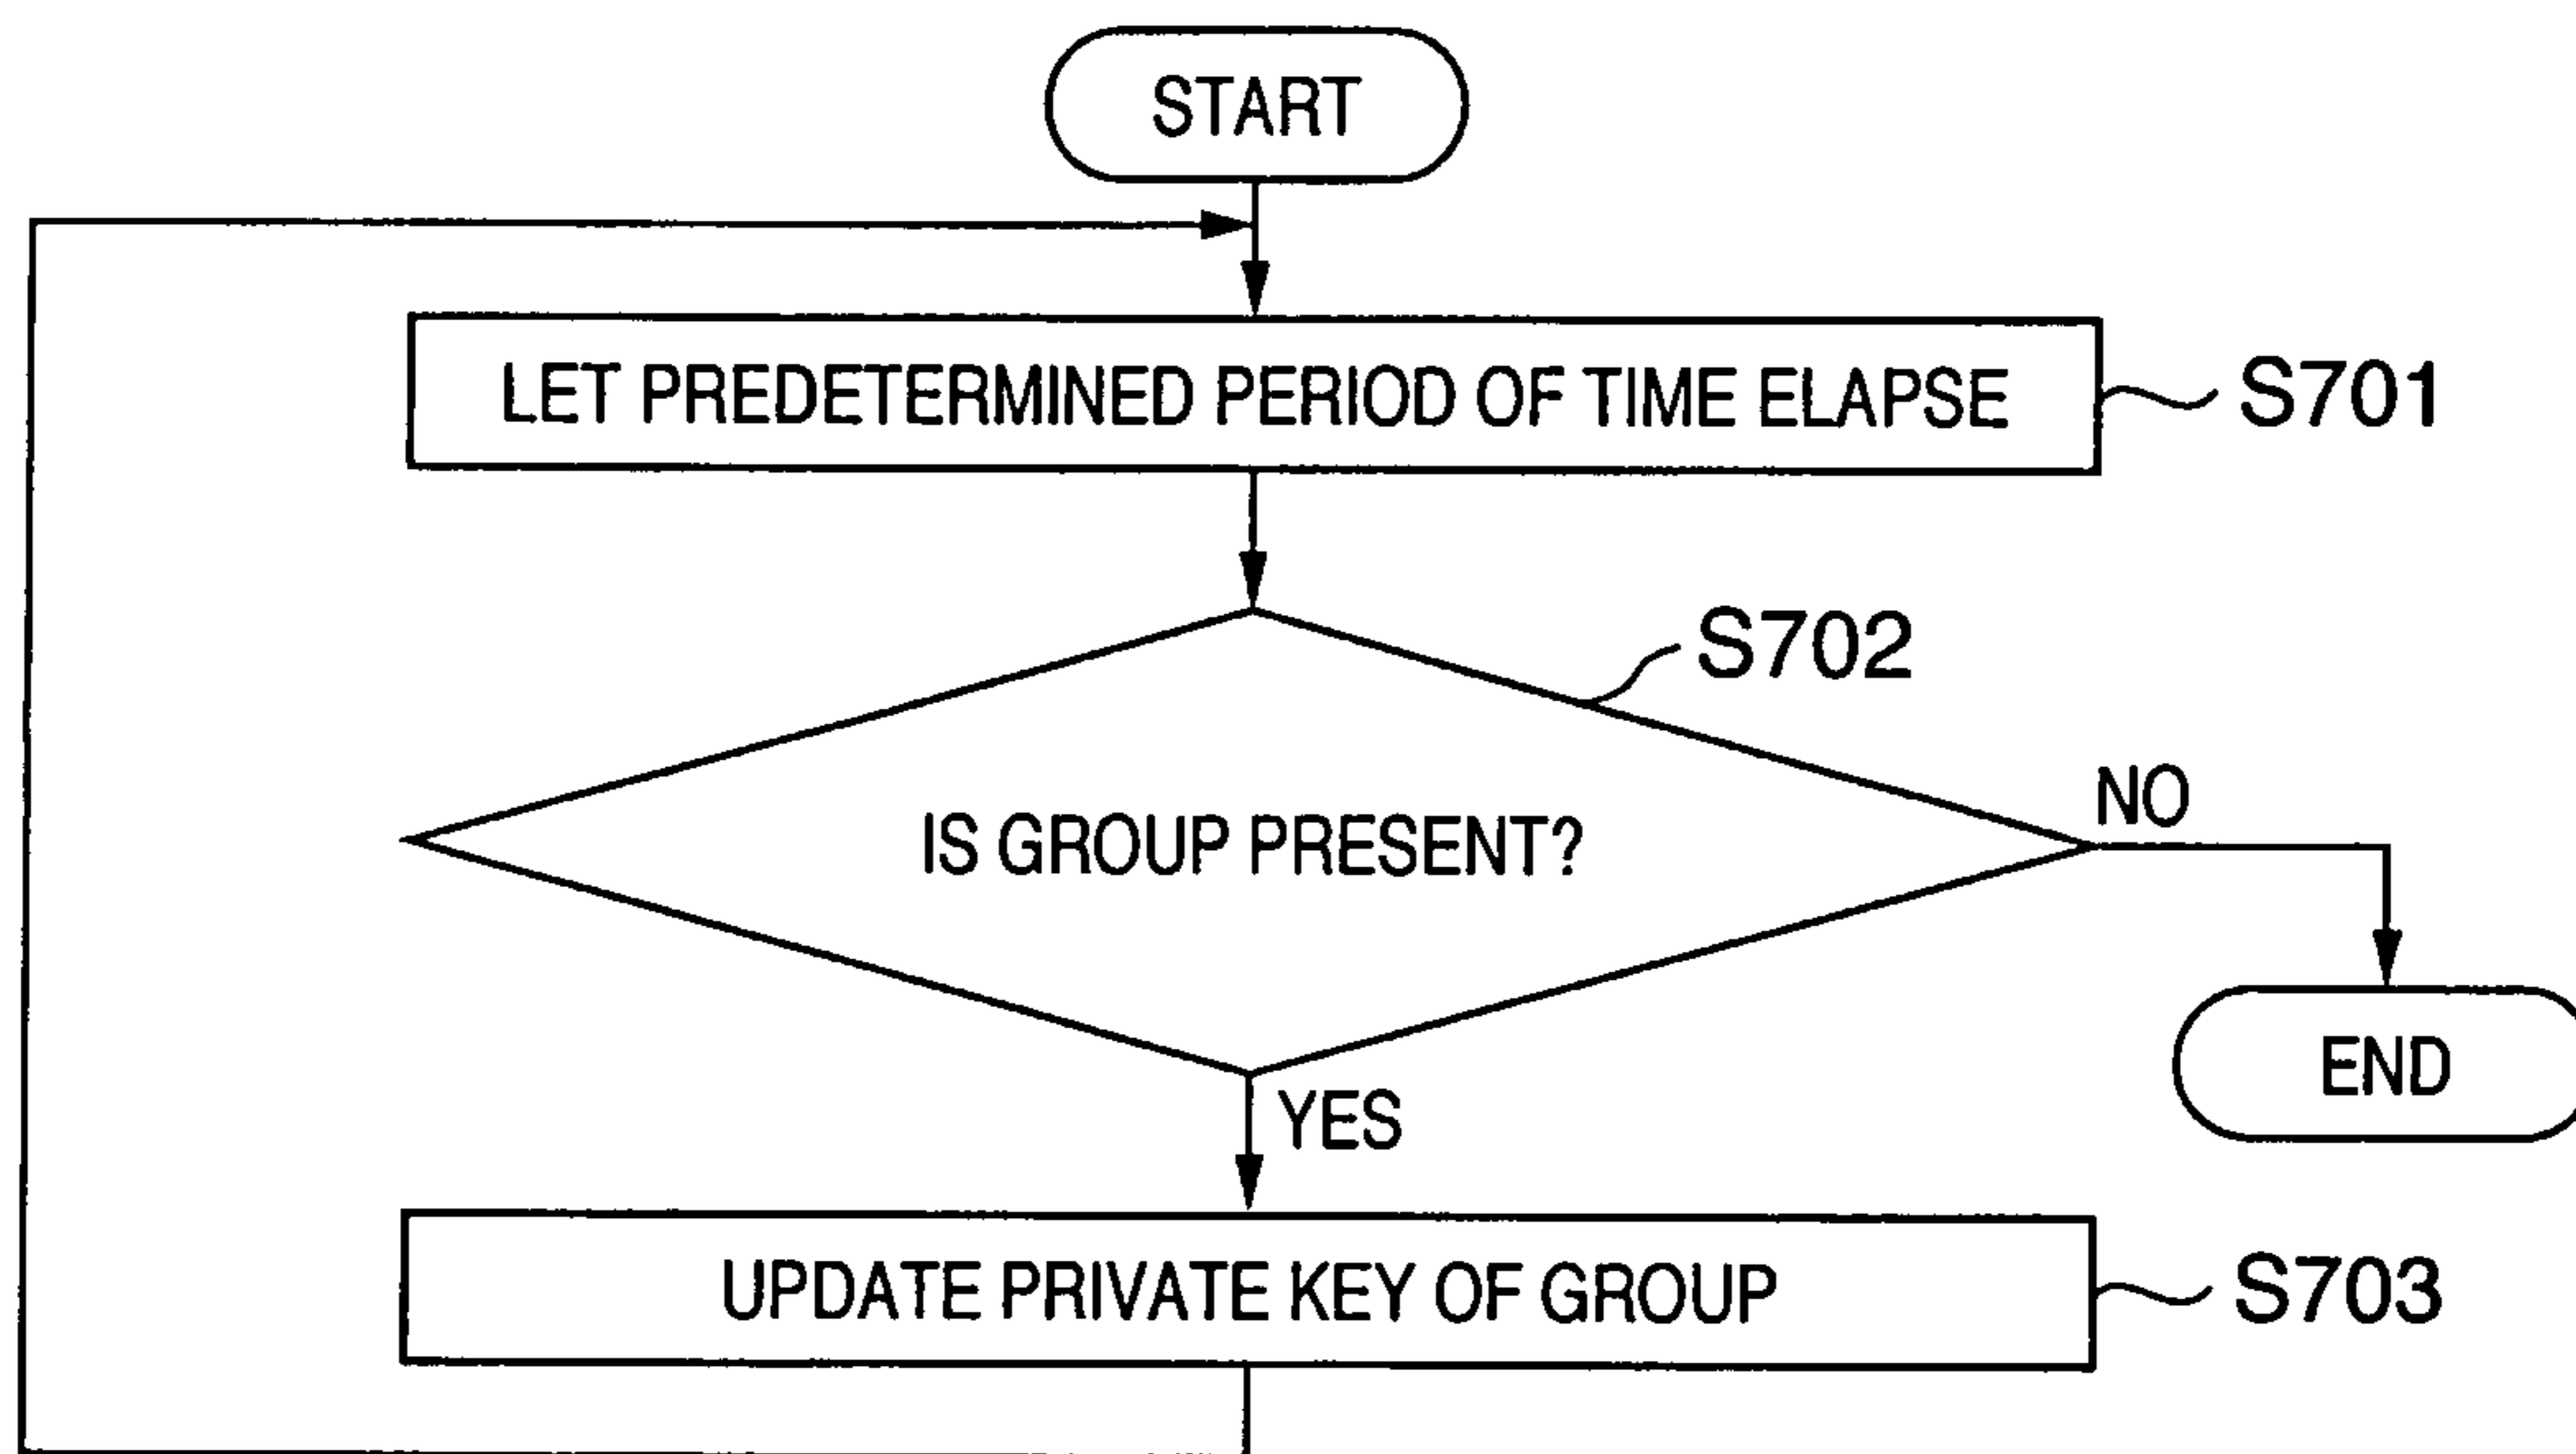 START
LET PREDETERMINED PERIOD OF TIME ELAPSE
S701
S702
IS GROUP PRESENT?
NO
END
YES
UPDATE PRIVATE KEY OF GROUP
S703